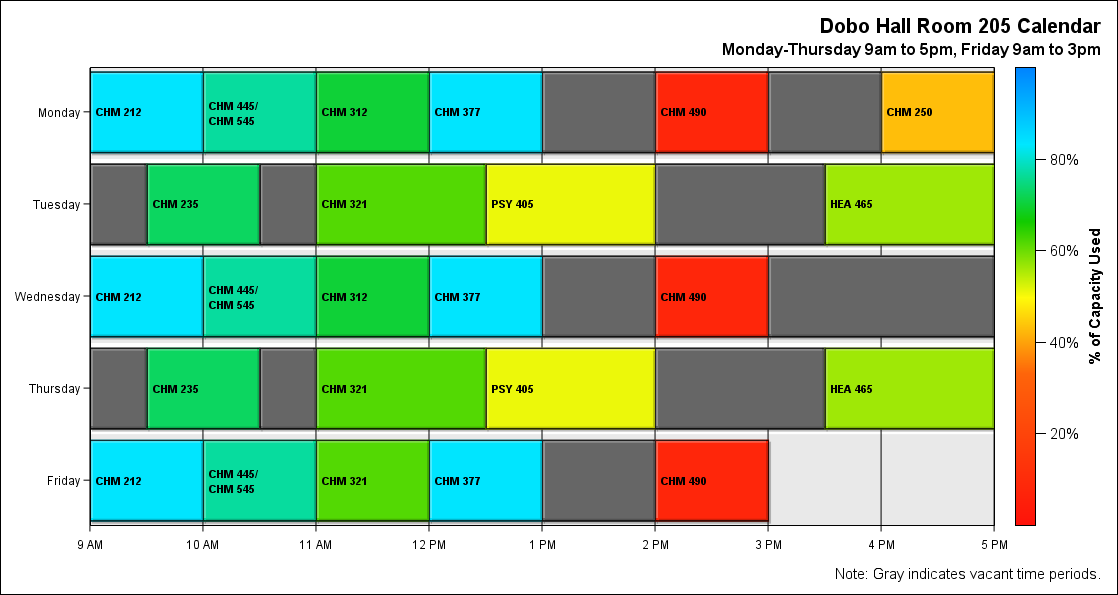 Dobo Hall Room 205 Calendar
Monday-Thursday 9am to 5pm, Friday 9am to 3pm
Monday
CHM 212
CHM 445/
CHM 545
CHM 312
CHM 377
CHM 490
CHM 250
Tuesday
CHM 235
CHM 321
PSY 405
HEA 465
Wednesday
CHM 212
CHM 445/
CHM 545
CHM 312
CHM 377
CHM 490
Thursday
CHM 235
CHM 321
PSY 405
HEA 465
Friday
CHM 212
CHM 445/
CHM 545
CHM 321
CHM 377
CHM 490
9 AM
10 AM
11 AM
12 PM
1 PM
2 PM
3 PM
4 PM
5 PM
80%
60%
40%
20%
% of Capacity Used
Note: Gray indicates vacant time periods.